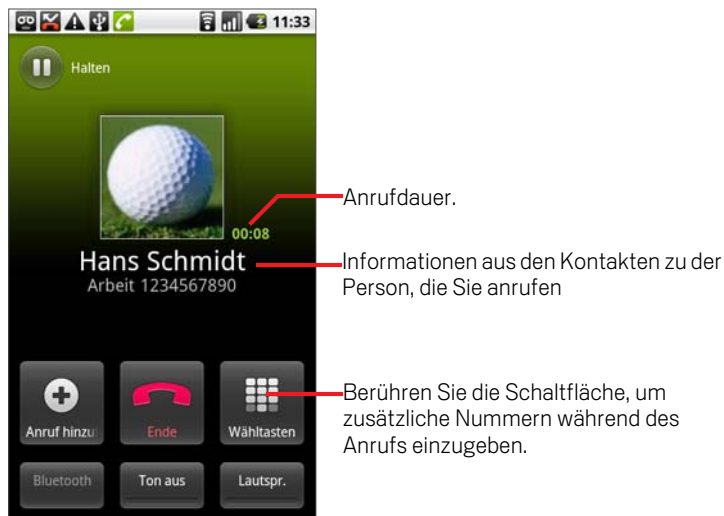 11:33
Halten
00:08
Anrufdauer.
Hans Schmidt
Arbeit 1234567890
Informationen aus den Kontakten zu der
Person, die Sie anrufen
Anruf hinzu
Ende
Wähltasten
Berühren Sie die Schaltfläche, um
zusätzliche Nummern während des
Anrufs einzugeben.
Bluetooth
Ton aus
Lautspr.